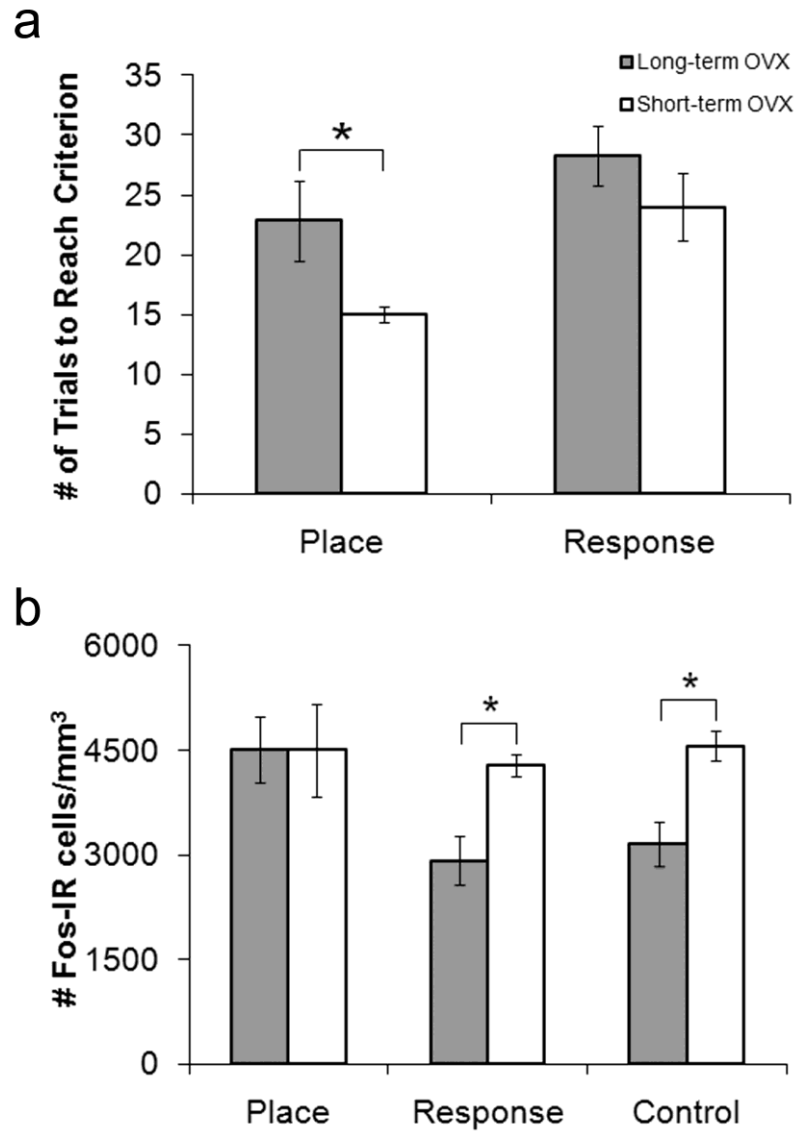 a
Long-term OVX
Short-term OVX
# of Trials to Reach Criterion
35
30
25
20
15
10
5
0
*
Place
Response
b
# Fos-IR cells/mm³
6000
4500
3000
1500
0
*
*
Place
Response
Control